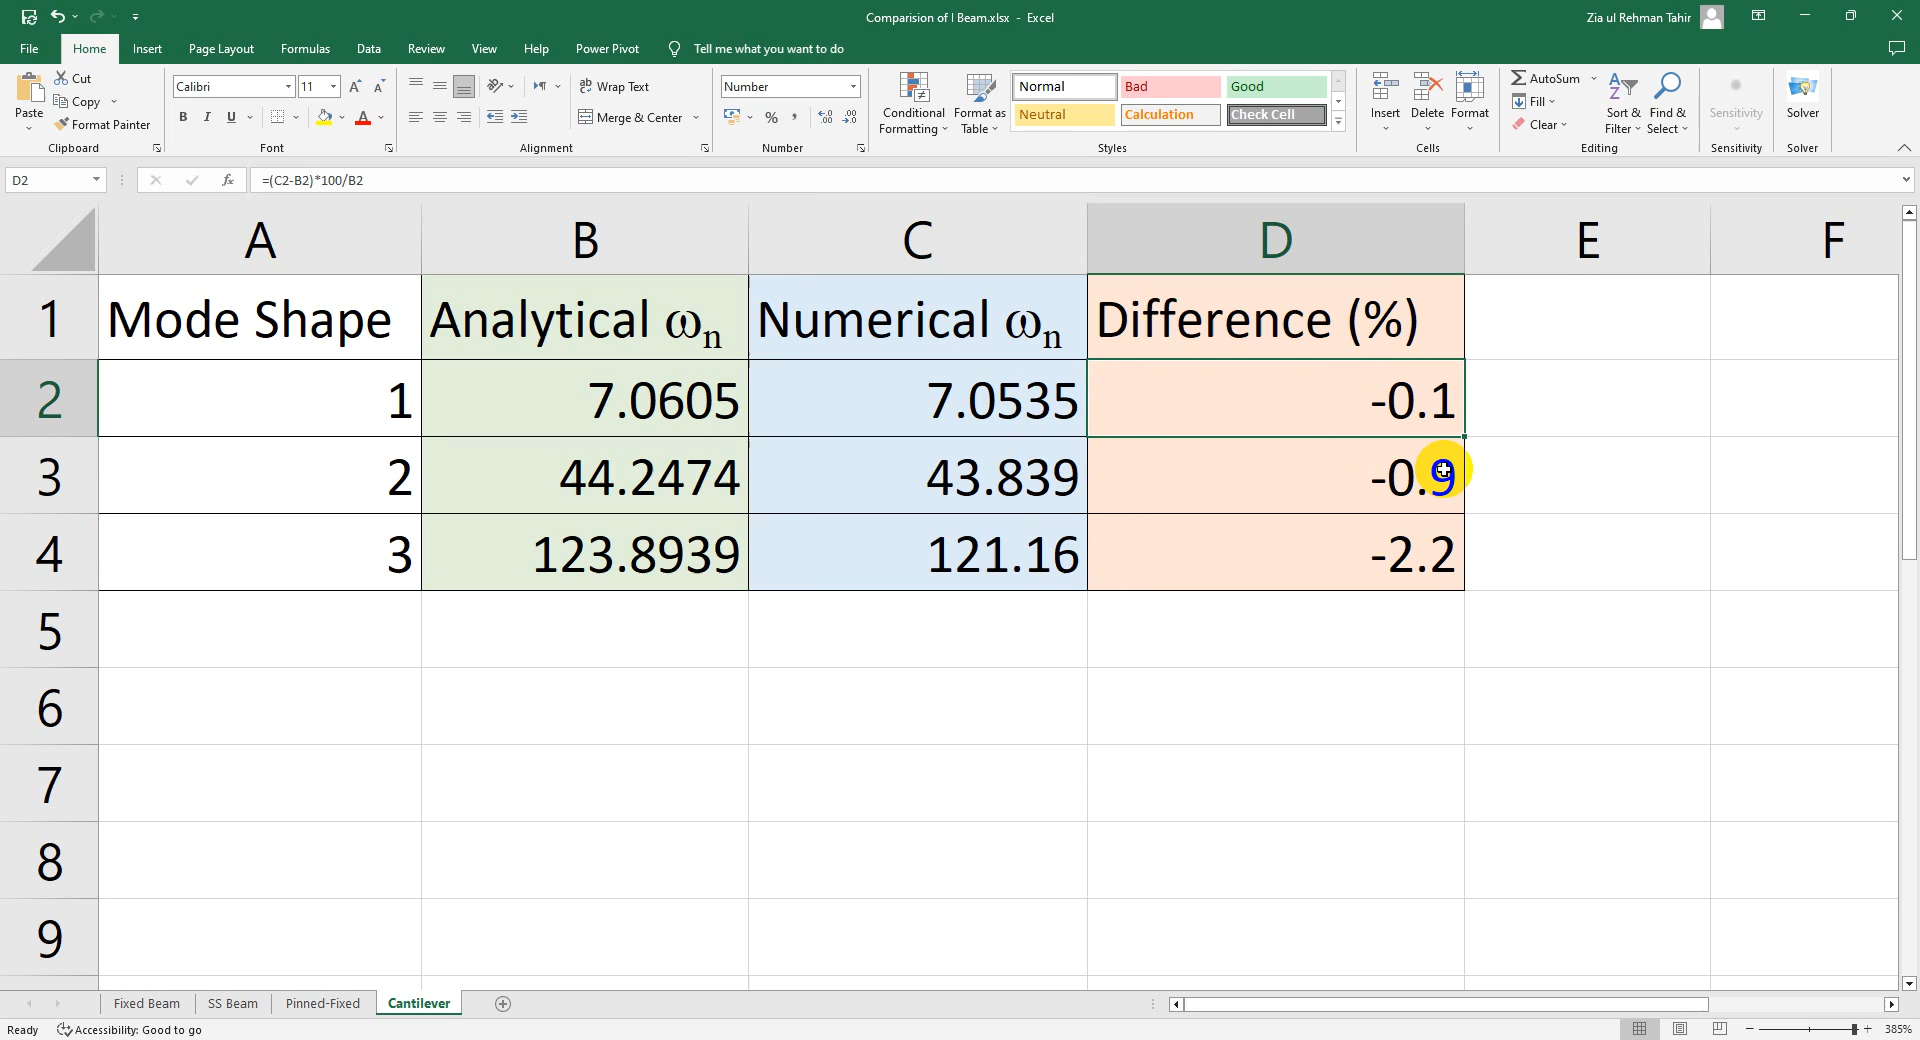 Comparision of I Beam.xlsx - Excel
Zia ul Rehman Tahir
File Home Insert Page Layout Formulas Data Review View Help Power Pivot Tell me what you want to do
Paste
Cut
Copy
Format Painter
Clipboard
Calibri 11
B I U
Font
Wrap Text
Merge & Center
Alignment
Number
Number
Conditional Formatting
Format as Table
Normal Bad Good
Neutral Calculation Check Cell
Styles
Insert Delete Format
Cells
AutoSum
Fill
Clear
Sort & Filter
Find & Select
Editing
Sensitivity
Sensitivity
Solver
Solver
D2 fx =(C2-B2)*100/B2
A B C D E F
1 Mode Shape Analytical ωn Numerical ωn Difference (%)
2 1 7.0605 7.0535 -0.1
3 2 44.2474 43.839 -0.9
4 3 123.8939 121.16 -2.2
5
6
7
8
9
Fixed Beam SS Beam Pinned-Fixed Cantilever
Ready Accessibility: Good to go 385%